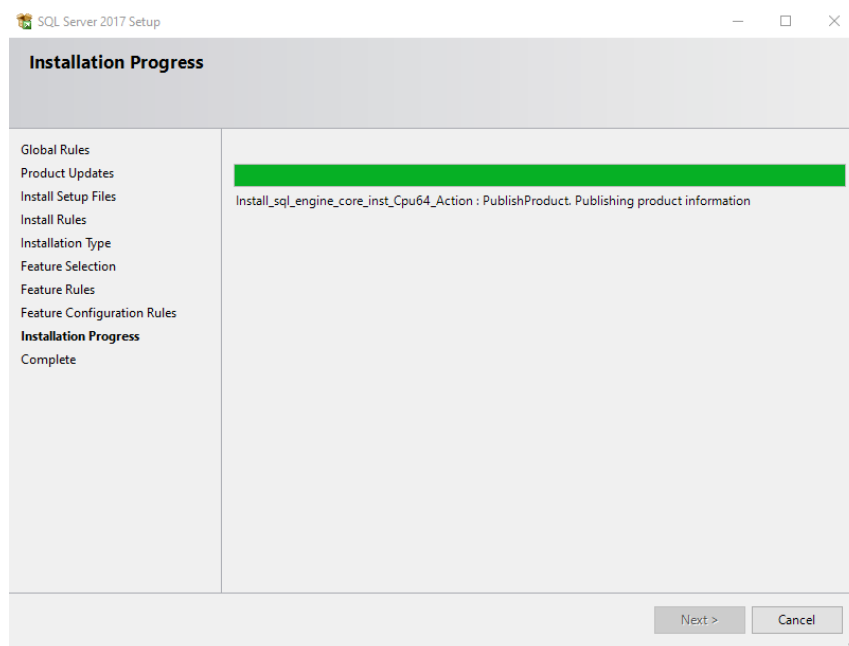 SQL Server 2017 Setup
Installation Progress
Global Rules
Product Updates
Install Setup Files
Install Rules
Installation Type
Feature Selection
Feature Rules
Feature Configuration Rules
Installation Progress
Complete
Install_sql_engine_core_inst_Cpu64_Action : PublishProduct. Publishing product information
Next >
Cancel